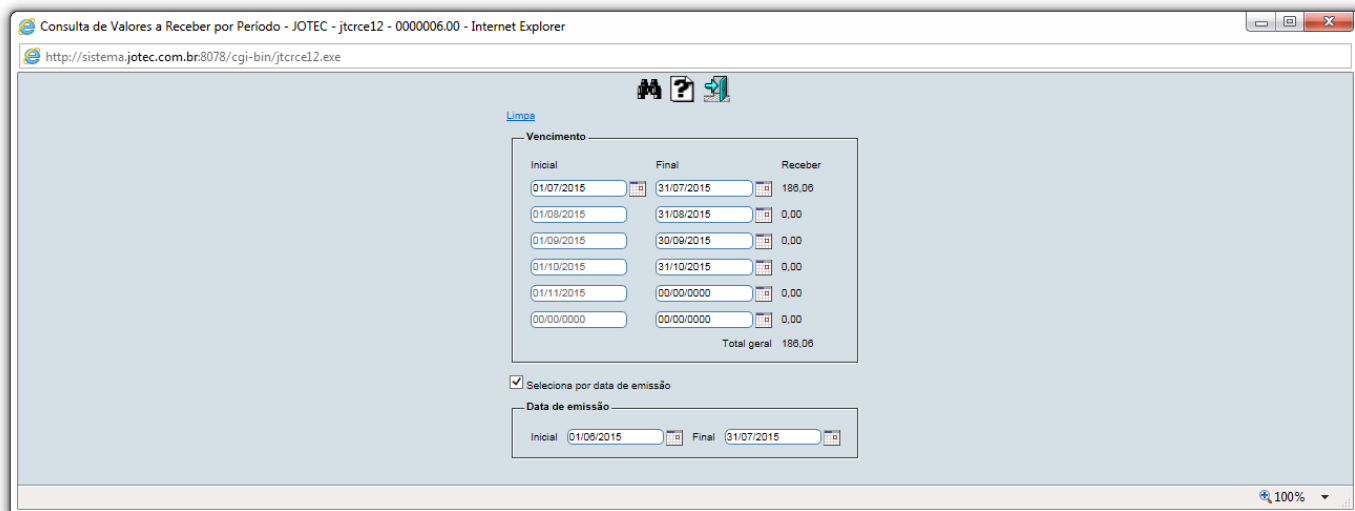 Consulta de Valores a Receber por Período - JOTEC - jtcrce12 - 0000006.00 - Internet Explorer
http://sistema.jotec.com.br:8078/cgi-bin/jtcrce12.exe
Limpa
Vencimento
Inicial Final Receber
01/07/2015 31/07/2015 186,06
01/08/2015 31/08/2015 0,00
01/09/2015 30/09/2015 0,00
01/10/2015 31/10/2015 0,00
01/11/2015 00/00/0000 0,00
00/00/0000 00/00/0000 0,00
Total geral 186,06
Seleciona por data de emissão
Data de emissão
Inicial 01/06/2015 Final 31/07/2015
100%